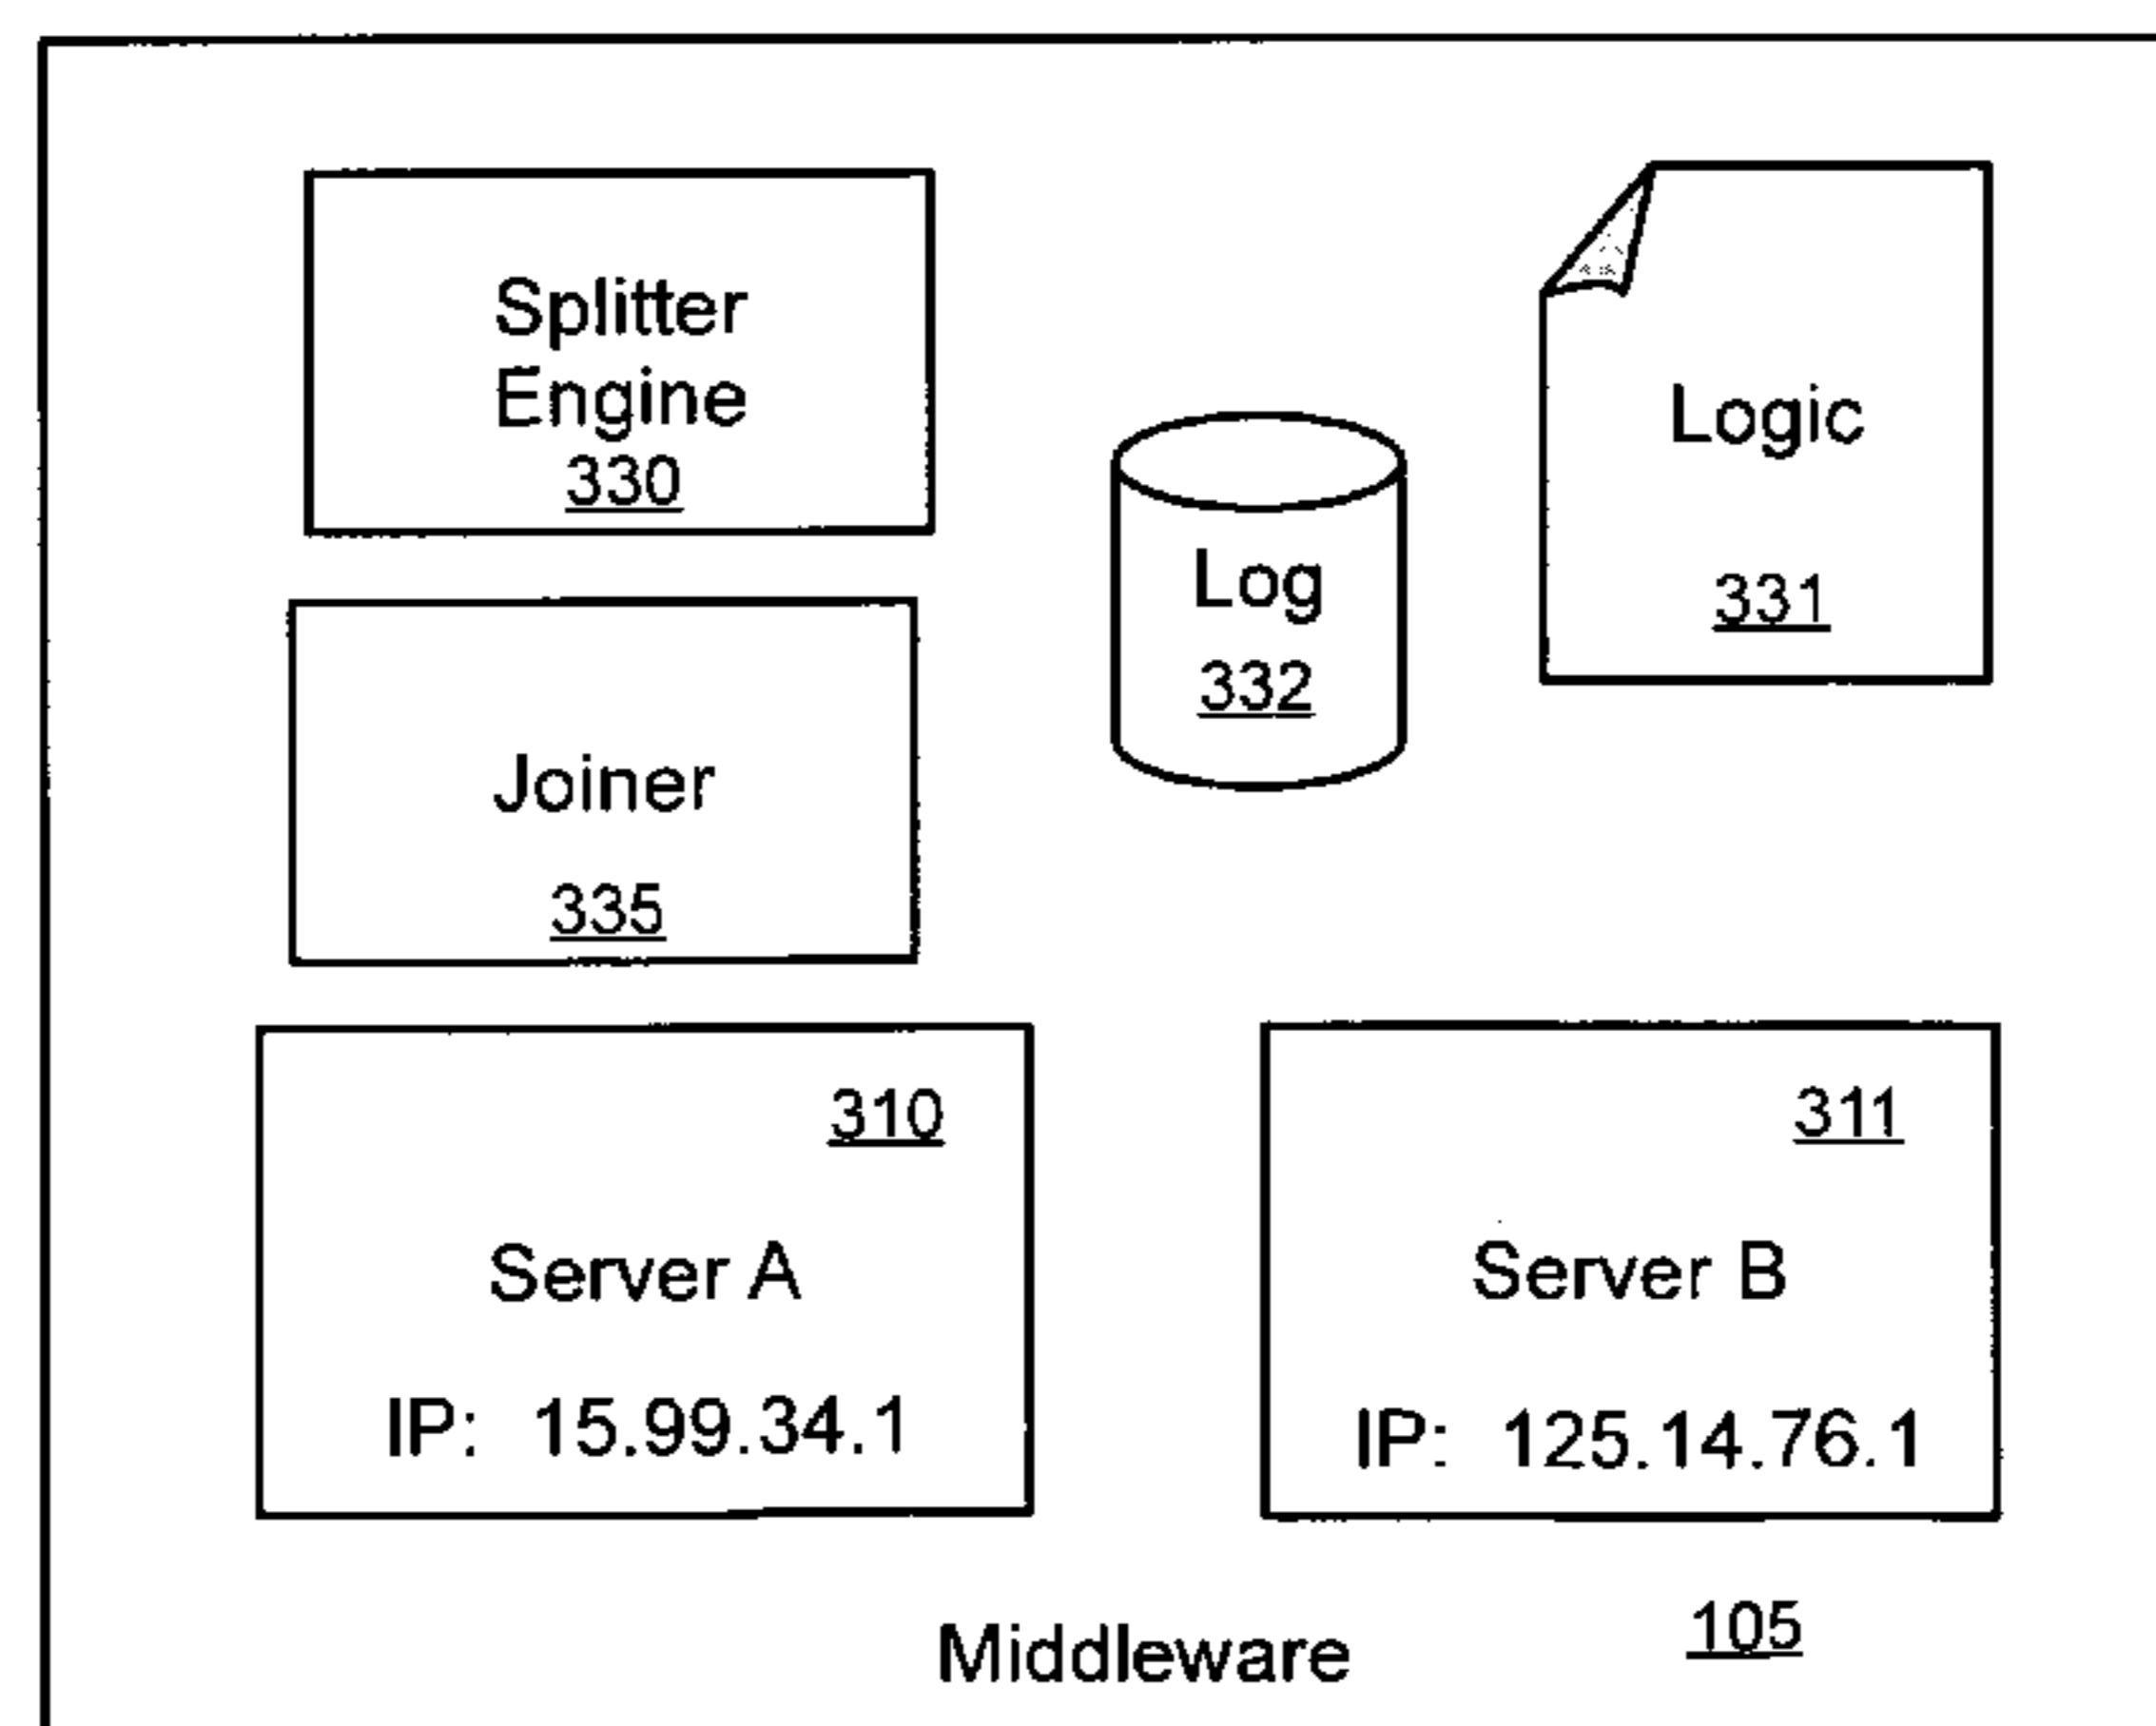 Splitter
Engine
330
Logic
331
Log
332
Joiner
335
310
Server A
IP: 15.99.34.1
311
Server B
IP: 125.14.76.1
105
Middleware